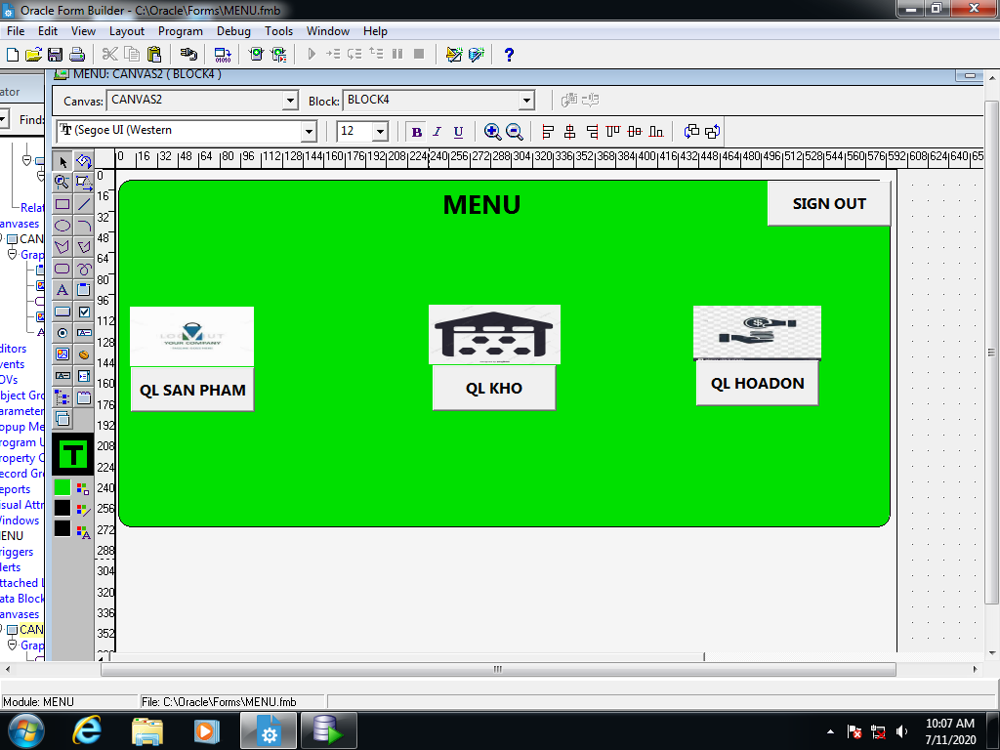 Oracle Form Builder - C:\Oracle\Forms\MENU.fmb
File Edit View Layout Program Debug Tools Window Help
ator
Find:
MENU: CANVAS2 ( BLOCK4 )
Canvas: CANVAS2 Block: BLOCK4
(Segoe UI (Western 12 B I U
0 16 32 48 64 80 96 112 128 144 160 176 192 208 224 240 256 272 288 304 320 336 352 368 384 400 416 432 448 464 480 496 512 528 544 560 576 592 608 624 640 65
0
16
32
48
64
80
96
112
128
144
160
176
192
208
224
240
256
272
288
304
320
336
352
Relat
anvases
CAN
Grap
A
ditors
vents
OVs
bject Gro
arameter
opup Me
rogram U
roperty C
ecord Gro
eports
isual Attr
Windows
MENU
riggers
lerts
ttached L
ata Block
anvases
CAN
Grap
MENU
SIGN OUT
YOUR COMPANY
QL SAN PHAM
QL KHO
QL HOADON
Module: MENU File: C:\Oracle\Forms\MENU.fmb
10:07 AM
7/11/2020